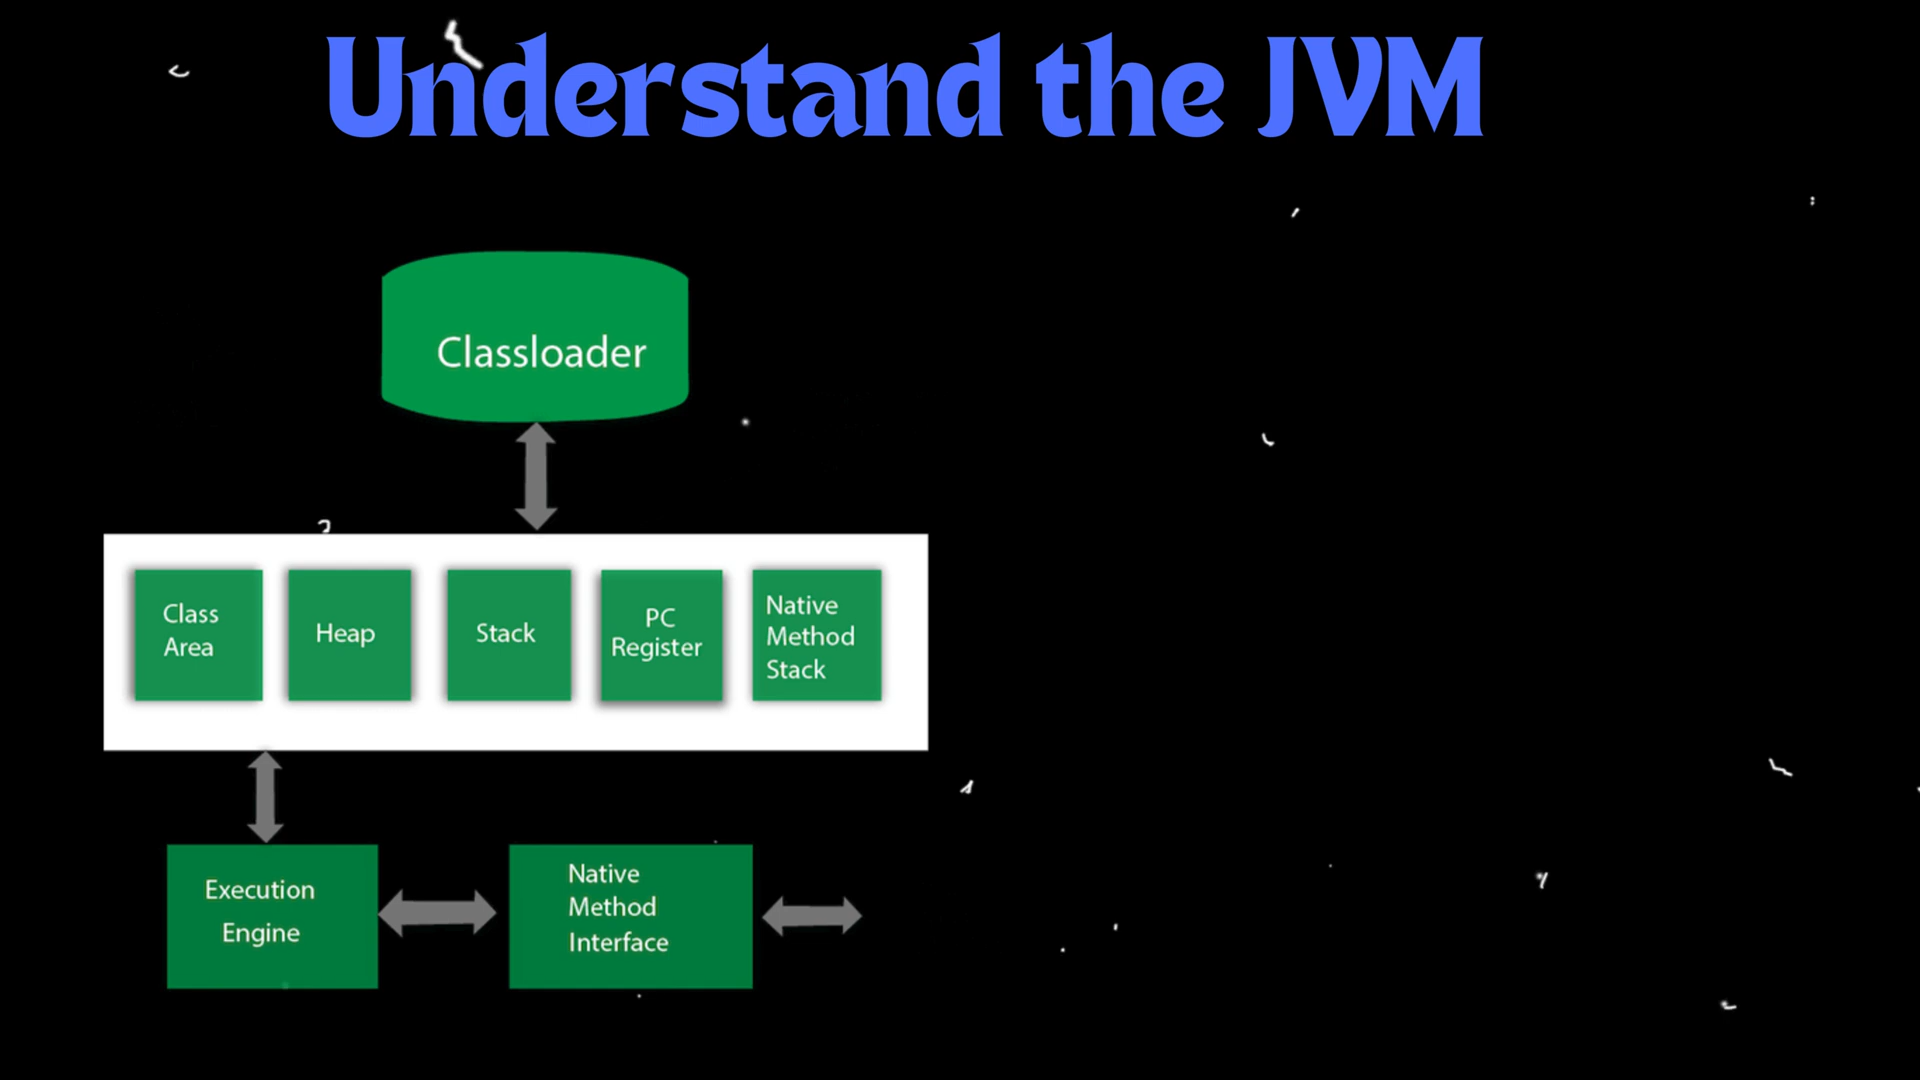 Understand the JVM
Classloader
Class
Area
Heap
Stack
PC
Register
Native
Method
Stack
Execution
Engine
Native
Method
Interface